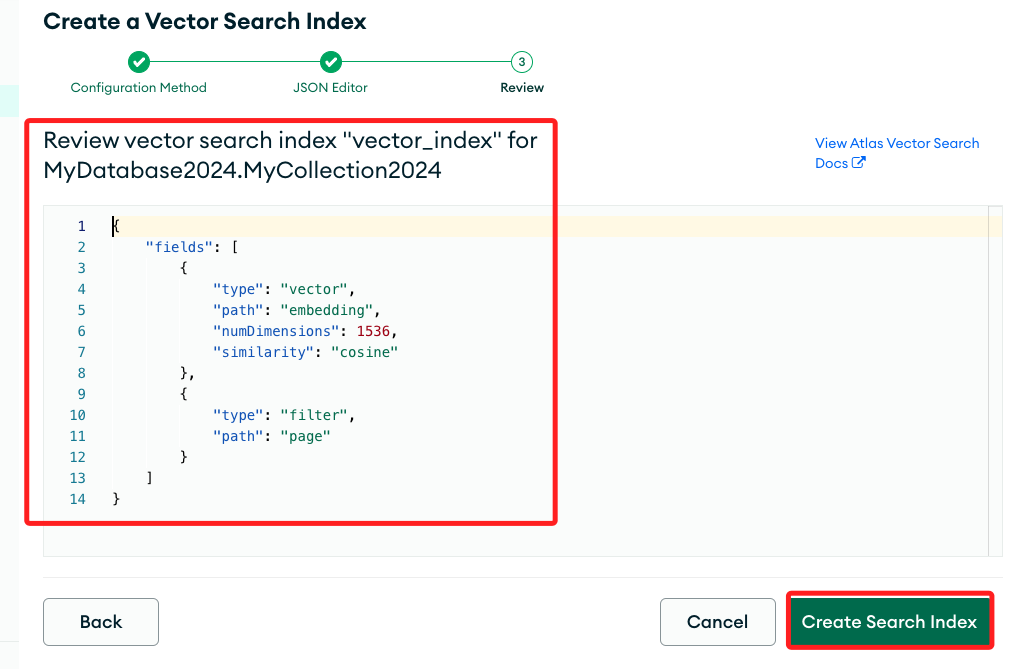 Create a Vector Search Index
3
Configuration Method
JSON Editor
Review
Review vector search index "vector_index" for
MyDatabase2024.MyCollection2024
View Atlas Vector Search
Docs
1 {
2     "fields": [
3         {
4             "type": "vector",
5             "path": "embedding",
6             "numDimensions": 1536,
7             "similarity": "cosine"
8         },
9         {
10             "type": "filter",
11             "path": "page"
12         }
13     ]
14 }
Back
Cancel
Create Search Index